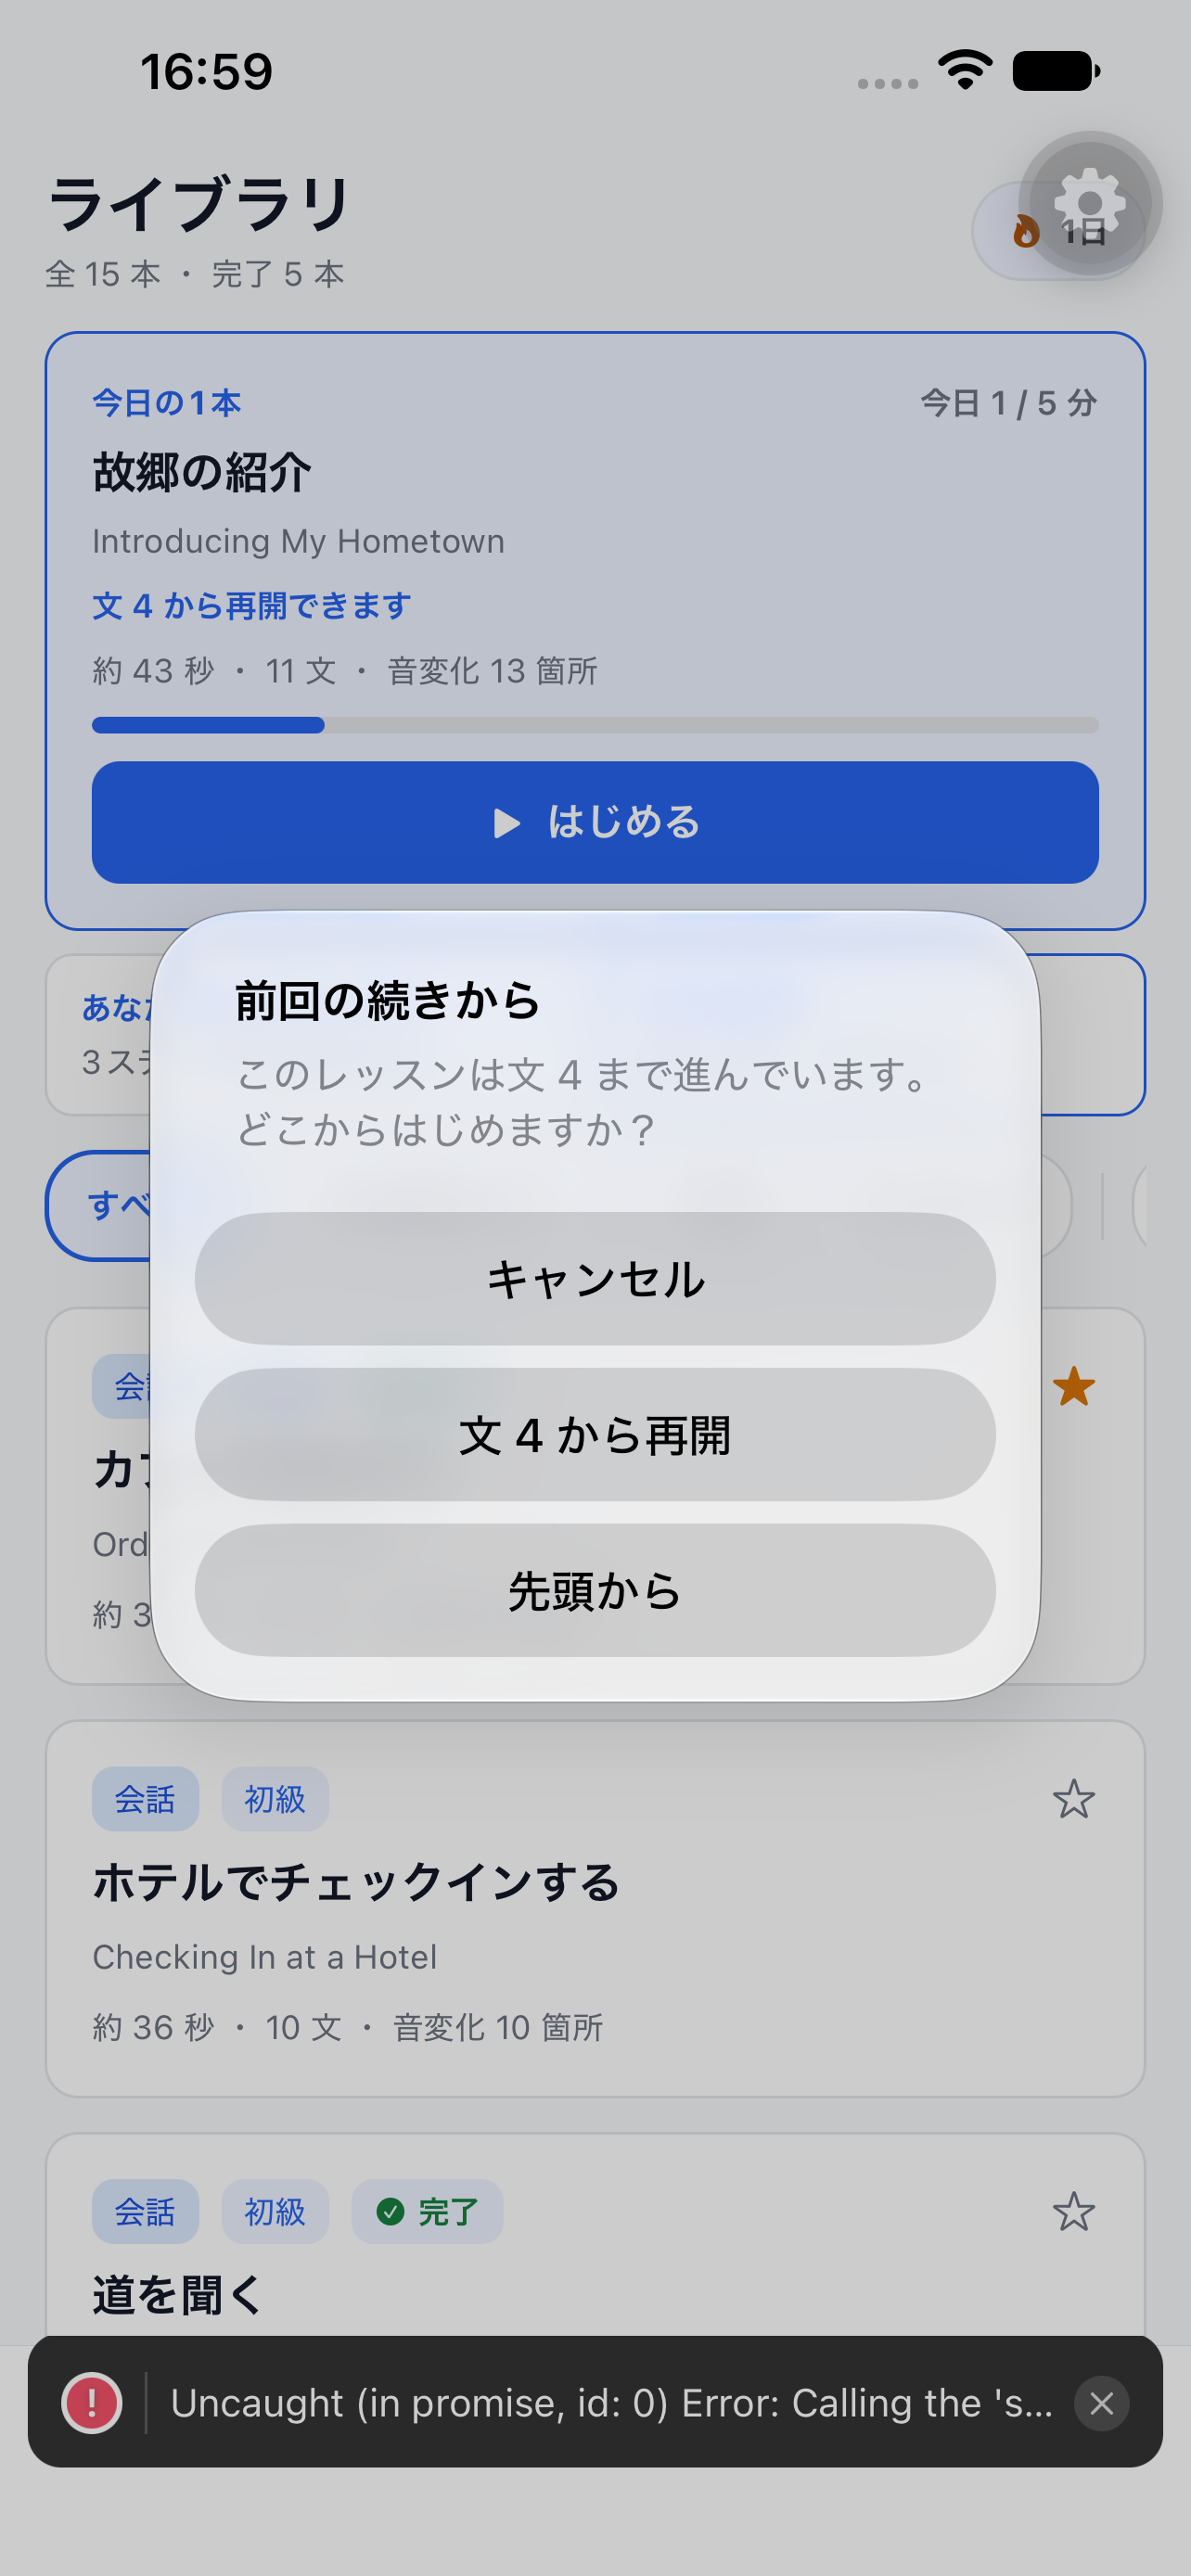 16:59
ライブラリ
全 15 本 ・ 完了 5 本
1日
今日の1本
今日 1 / 5 分
故郷の紹介
Introducing My Hometown
文 4 から再開できます
約 43 秒 ・ 11 文 ・ 音変化 13 箇所
はじめる
前回の続きから
このレッスンは文 4 まで進んでいます。
どこからはじめますか？
キャンセル
文 4 から再開
先頭から
会話 初級
ホテルでチェックインする
Checking In at a Hotel
約 36 秒 ・ 10 文 ・ 音変化 10 箇所
会話 初級 完了
道を聞く
Uncaught (in promise, id: 0) Error: Calling the 's...